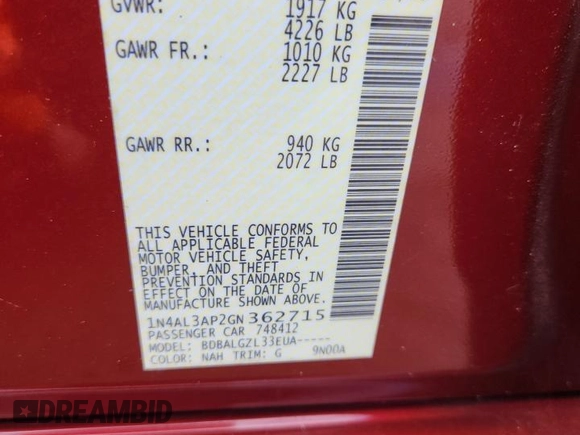 GVWR: 1917 KG
4226 LB
GAWR FR.: 1010 KG
2227 LB
GAWR RR.: 940 KG
2072 LB
THIS VEHICLE CONFORMS TO
ALL APPLICABLE FEDERAL
MOTOR VEHICLE SAFETY,
BUMPER, AND THEFT
PREVENTION STANDARDS IN
EFFECT ON THE DATE OF
MANUFACTURE SHOWN ABOVE.
1N4AL3AP2GN362715
PASSENGER CAR 748412
MODEL: BDBALGZL33EUA-----
COLOR: NAH TRIM: G 9N00A
DREAMBID